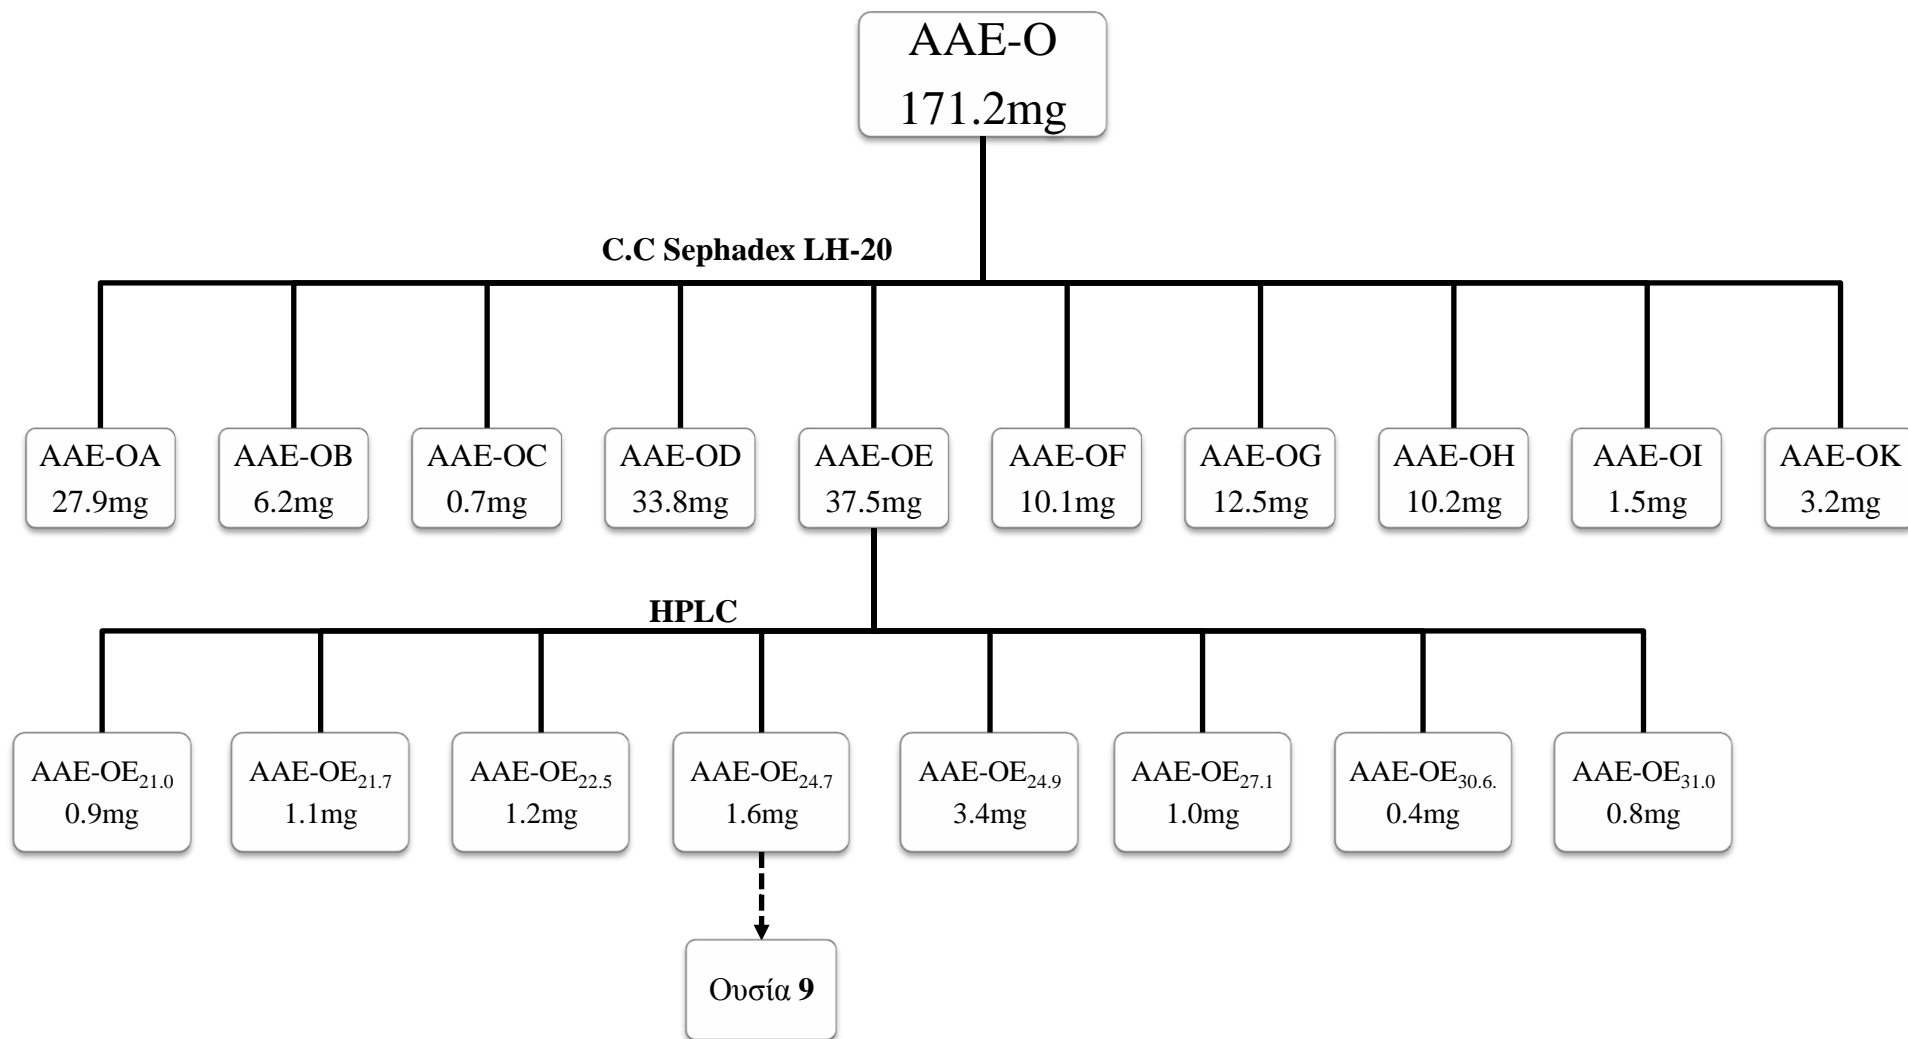 AAE-O
171.2mg
C.C Sephadex LH-20
AAE-OA
27.9mg
AAE-OB
6.2mg
AAE-OC
0.7mg
AAE-OD
33.8mg
AAE-OE
37.5mg
AAE-OF
10.1mg
AAE-OG
12.5mg
AAE-OH
10.2mg
AAE-OI
1.5mg
AAE-OK
3.2mg
HPLC
AAE-OE21.0
0.9mg
AAE-OE21.7
1.1mg
AAE-OE22.5
1.2mg
AAE-OE24.7
1.6mg
AAE-OE24.9
3.4mg
AAE-OE27.1
1.0mg
AAE-OE30.6.
0.4mg
AAE-OE31.0
0.8mg
Ουσία 9